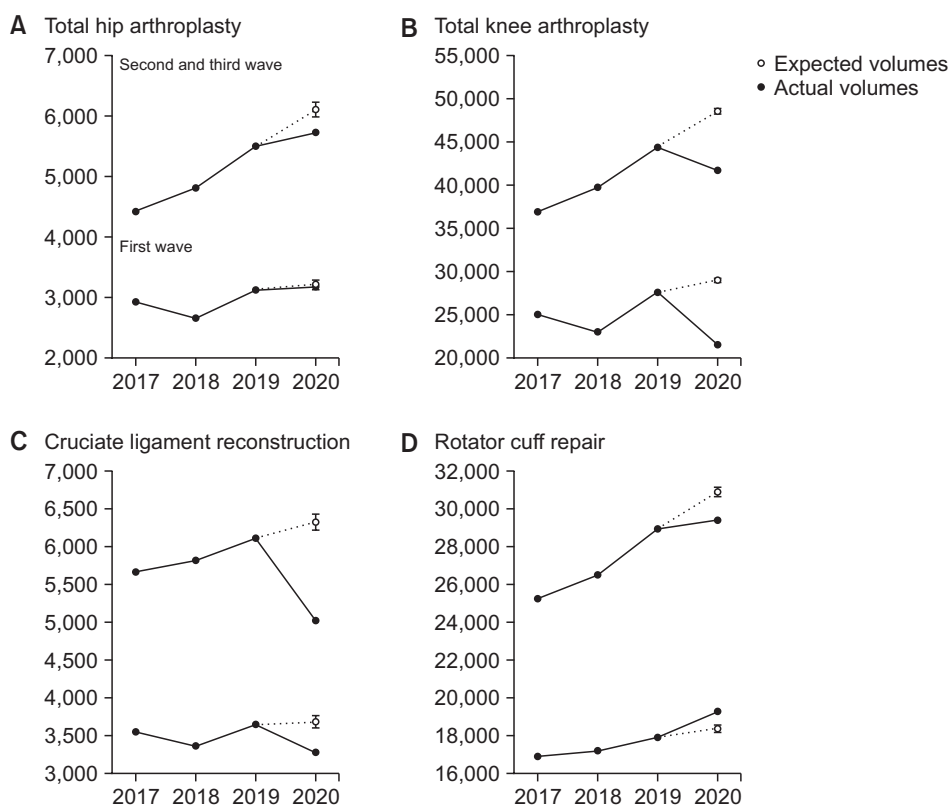 A Total hip arthroplasty
7,000
6,000
5,000
4,000
3,000
2,000
Second and third wave
First wave
2017 2018 2019 2020
B Total knee arthroplasty
55,000
50,000
45,000
40,000
35,000
30,000
25,000
20,000
2017 2018 2019 2020
Expected volumes
Actual volumes
C Cruciate ligament reconstruction
7,000
6,500
6,000
5,500
5,000
4,500
4,000
3,500
3,000
2017 2018 2019 2020
D Rotator cuff repair
32,000
30,000
28,000
26,000
24,000
22,000
20,000
18,000
16,000
2017 2018 2019 2020